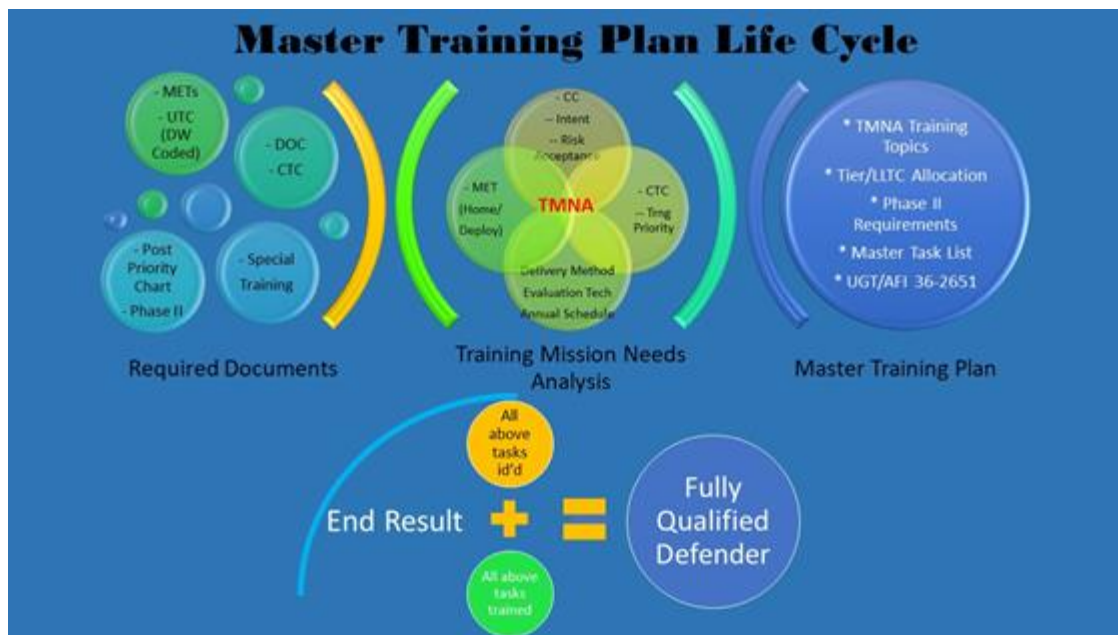 Master Training Plan Life Cycle
- METs
- UTC
(DW
Coded)
- DOC
- CTC
- Post
Priority
Chart
- Phase II
- Special
Training
Required Documents
- CC
-- Intent
-- Risk
Acceptance
- MET
(Home/
Deploy)
TMNA
- CTC
-- Trng
Priority
Delivery Method
Evaluation Tech
Annual Schedule
Training Mission Needs
Analysis
* TMNA Training
Topics
* Tier/LLTC Allocation
* Phase II
Requirements
* Master Task List
* UGT/AFI 36-2651
Master Training Plan
End Result
All
above
tasks
id'd
+
All above
tasks
trained
=
Fully
Qualified
Defender